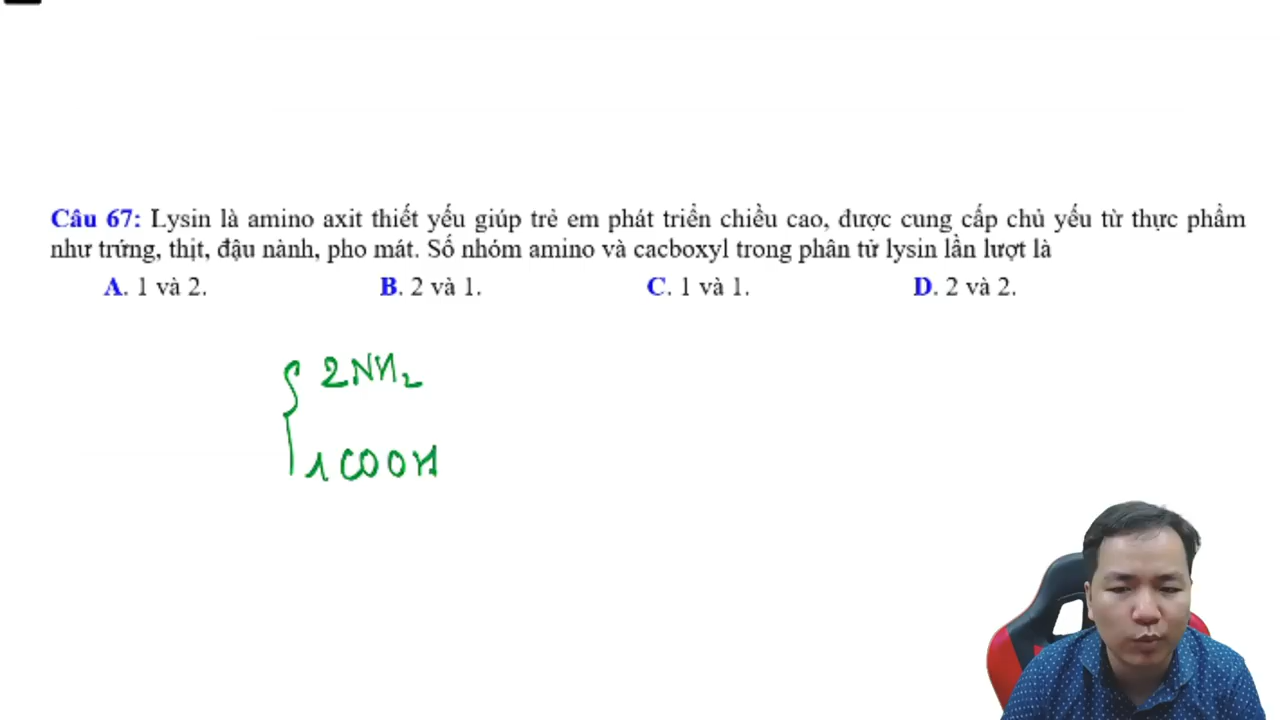 Câu 67: Lysin là amino axit thiết yếu giúp trẻ em phát triển chiều cao, được cung cấp chủ yếu từ thực phẩm
như trứng, thịt, đậu nành, pho mát. Số nhóm amino và cacboxyl trong phân tử lysin lần lượt là
A. 1 và 2. B. 2 và 1. C. 1 và 1. D. 2 và 2.
2NH2
1COOH